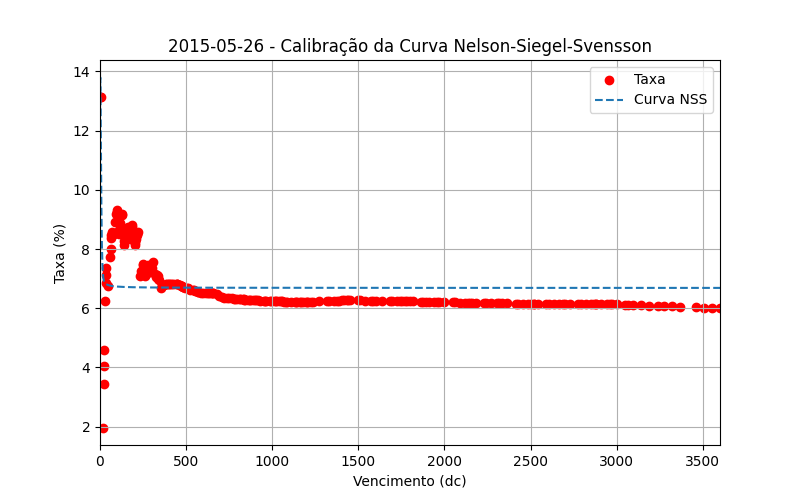 2015-05-26 - Calibração da Curva Nelson-Siegel-Svensson
Taxa
Curva NSS
Taxa (%)
14
12
10
8
6
4
2
0 500 1000 1500 2000 2500 3000 3500
Vencimento (dc)